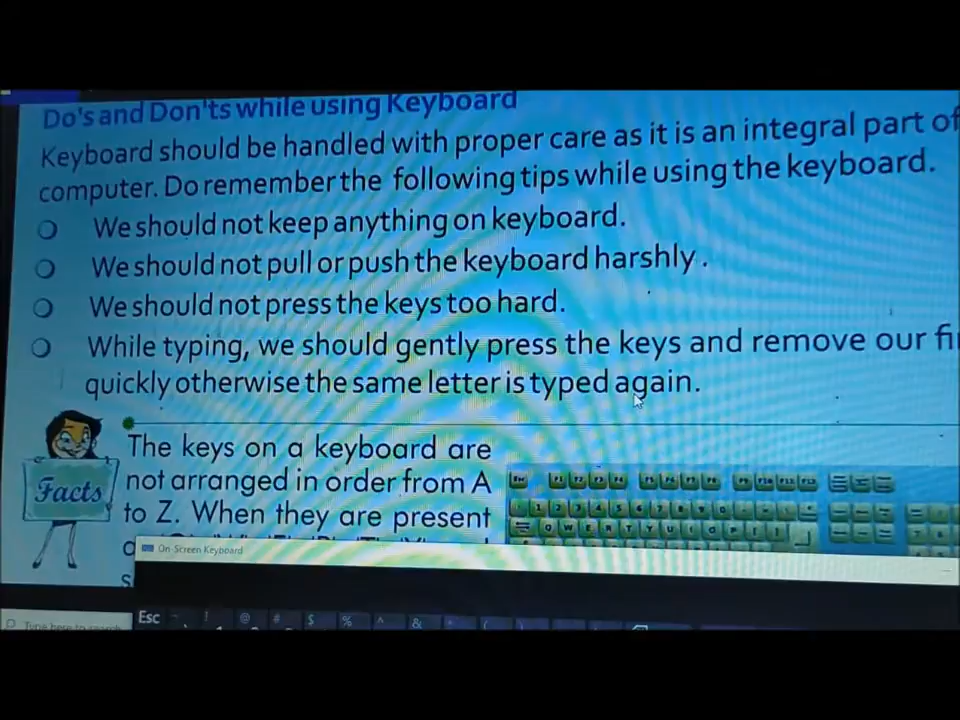 Do's and Don'ts while using Keyboard
Keyboard should be handled with proper care as it is an integral part of
computer. Do remember the following tips while using the keyboard.
We should not keep anything on keyboard.
We should not pull or push the keyboard harshly .
We should not press the keys too hard.
While typing, we should gently press the keys and remove our
quickly otherwise the same letter is typed again.
Facts
The keys on a keyboard are
not arranged in order from A
to Z. When they are present
On-Screen Keyboard
Type here to search
Esc